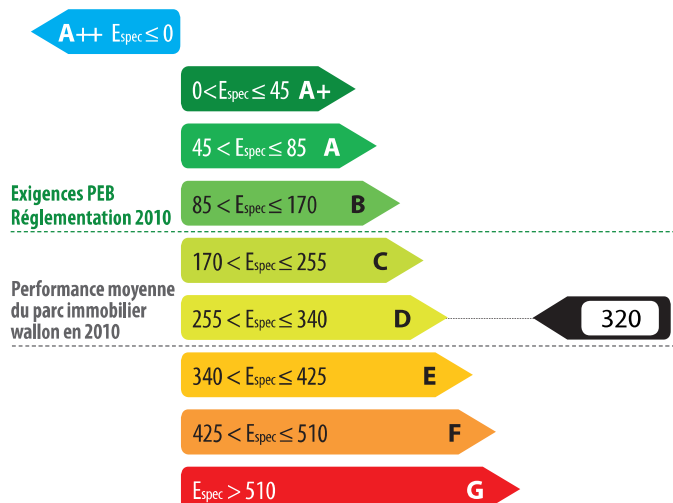 A++ Espec ≤ 0
0 < Espec ≤ 45 A+
45 < Espec ≤ 85 A
Exigences PEB
Réglementation 2010
85 < Espec ≤ 170 B
170 < Espec ≤ 255 C
Performance moyenne
du parc immobilier
wallon en 2010
255 < Espec ≤ 340 D
320
340 < Espec ≤ 425 E
425 < Espec ≤ 510 F
Espec > 510 G